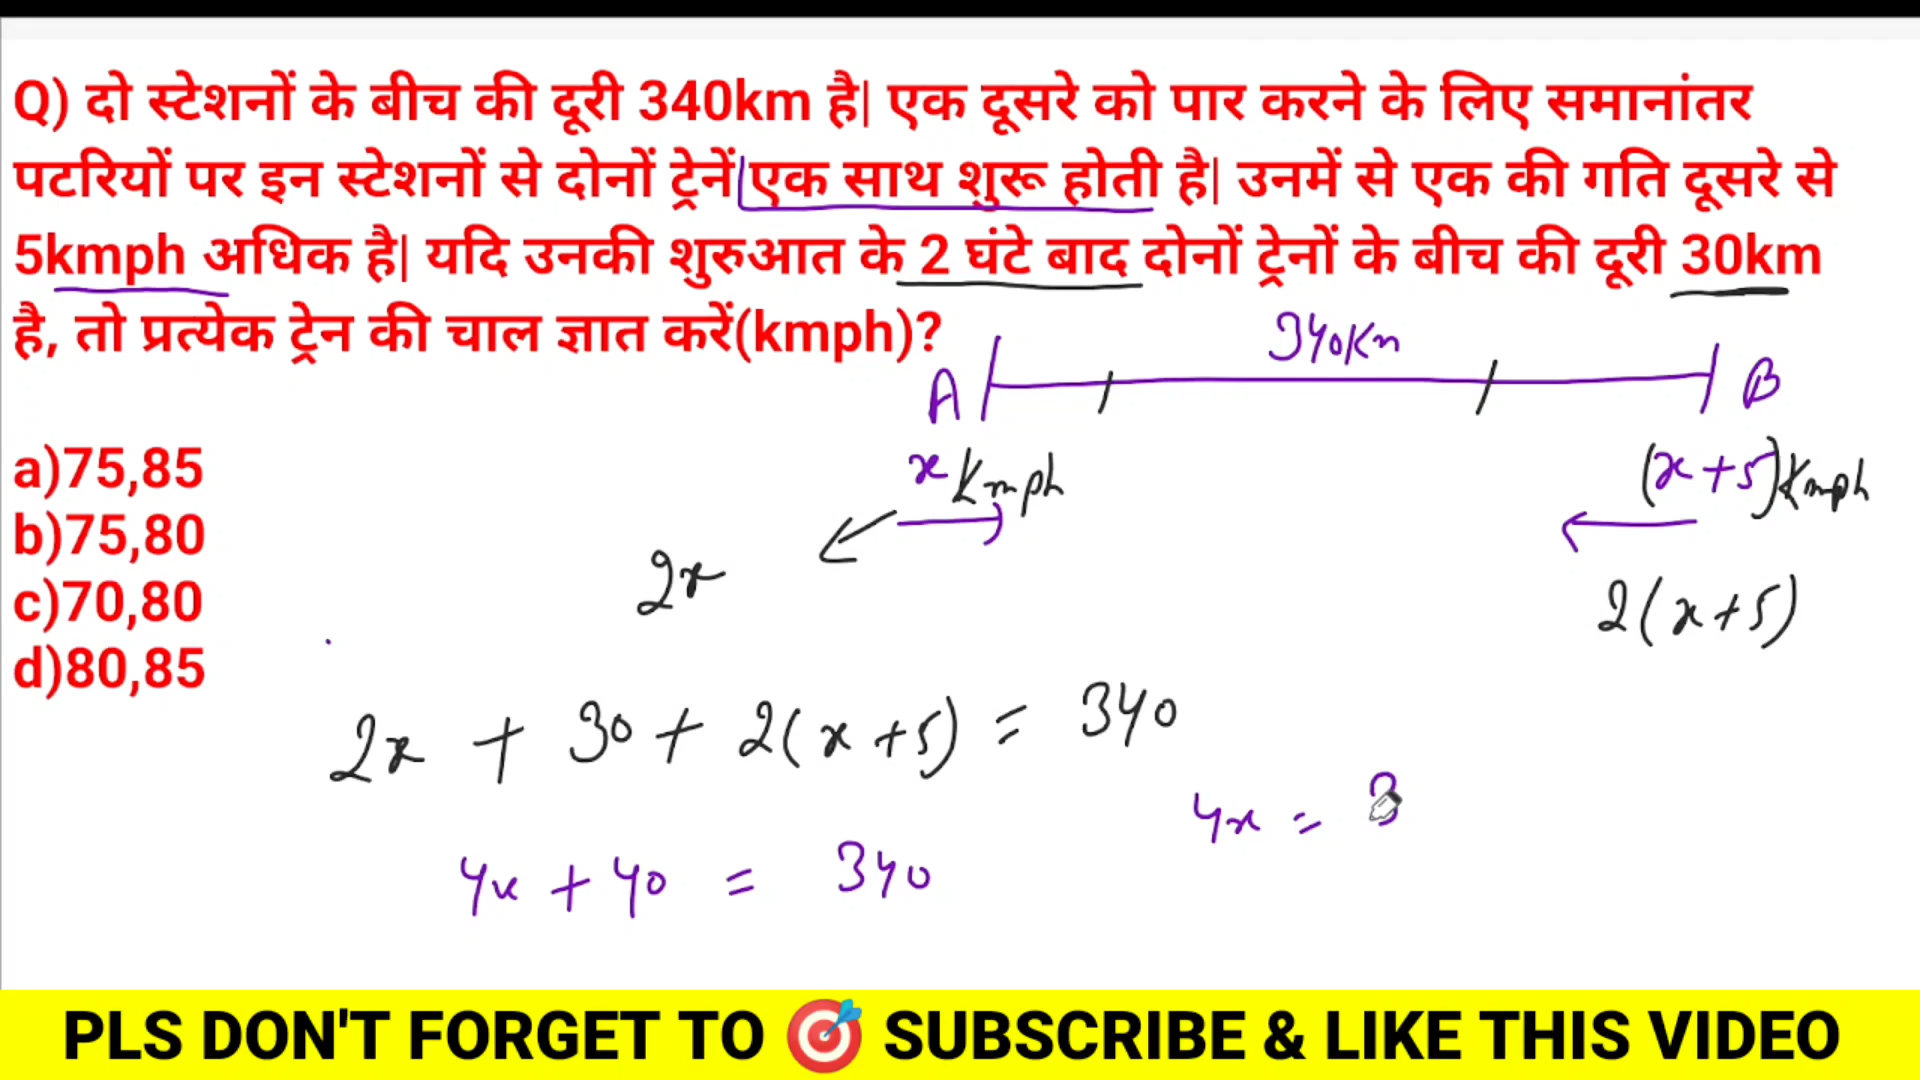 Q) दो स्टेशनों के बीच की दूरी 340km है| एक दूसरे को पार करने के लिए समानांतर
पटरियों पर इन स्टेशनों से दोनों ट्रेनें एक साथ शुरू होती है| उनमें से एक की गति दूसरे से
5kmph अधिक है| यदि उनकी शुरुआत के 2 घंटे बाद दोनों ट्रेनों के बीच की दूरी 30km
है, तो प्रत्येक ट्रेन की चाल ज्ञात करें(kmph)?
340Km
A B
x Kmph (x+5)Kmph
a)75,85
b)75,80
c)70,80
d)80,85
2x 2(x+5)
2x + 30 + 2(x+5) = 340
4x = 3
4x + 40 = 340
PLS DON'T FORGET TO 🎯 SUBSCRIBE & LIKE THIS VIDEO